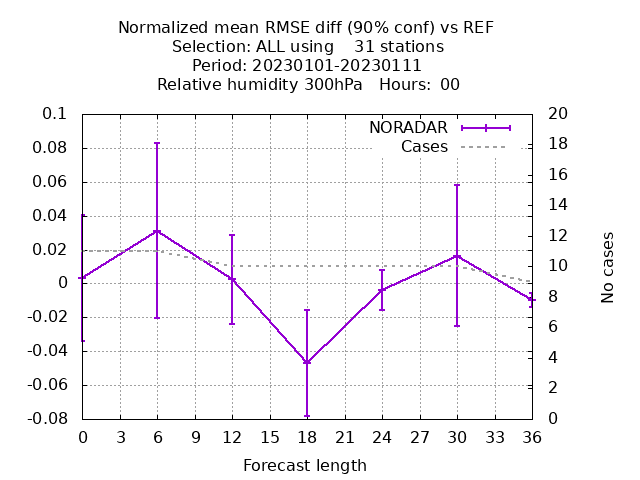 Normalized mean RMSE diff (90% conf) vs REF
Selection: ALL using    31 stations
Period: 20230101-20230111
Relative humidity 300hPa   Hours: 00
NORADAR
Cases
0.1
0.08
0.06
0.04
0.02
0
-0.02
-0.04
-0.06
-0.08
20
18
16
14
12
10
8
6
4
2
0
No cases
0 3 6 9 12 15 18 21 24 27 30 33 36
Forecast length